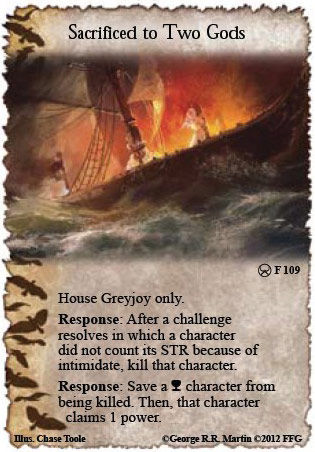 Sacrificed to Two Gods
F 109
House Greyjoy only.
Response: After a challenge
resolves in which a character
did not count its STR because of
intimidate, kill that character.
Response: Save a character from
being killed. Then, that character
claims 1 power.
Illus. Chase Toole ©George R.R. Martin ©2012 FFG